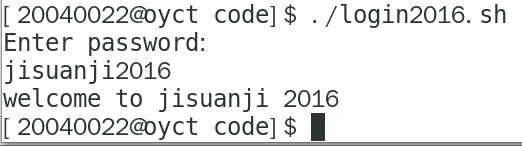 [ 20040022@oyct code] $ ./login2016. sh
Enter password:
jisuanji2016
welcome to jisuanji 2016
[ 20040022@oyct code] $